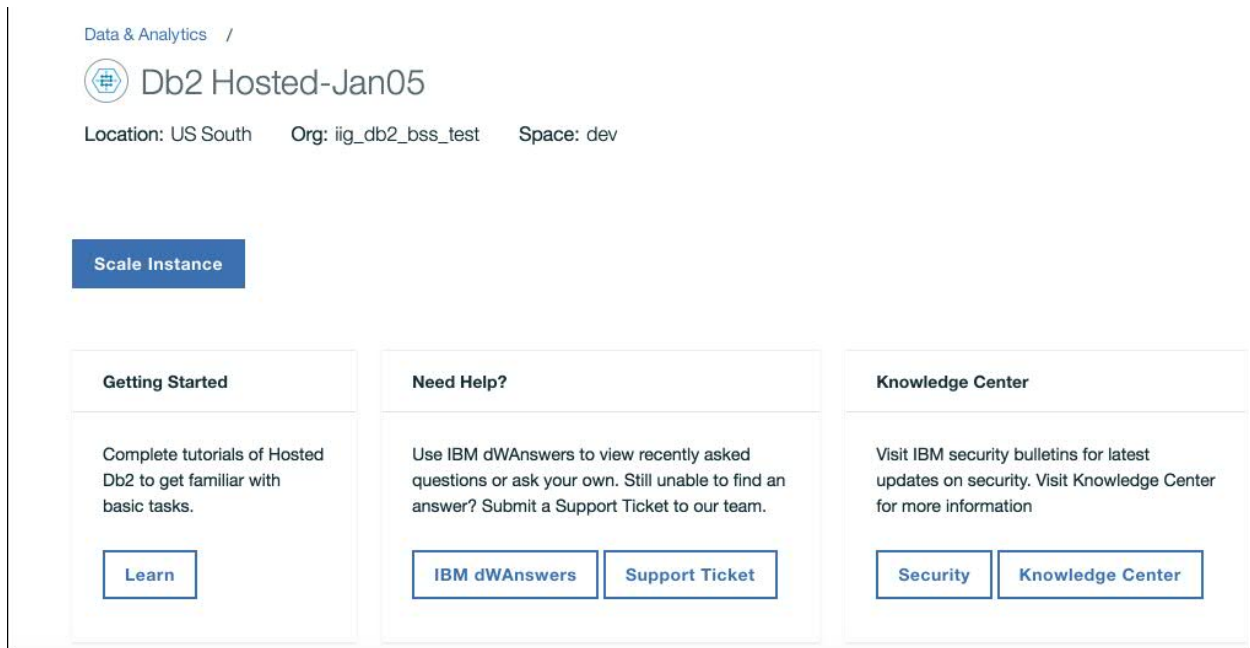 Data & Analytics /
Db2 Hosted-Jan05
Location: US South Org: iig_db2_bss_test Space: dev
Scale Instance
Getting Started
Complete tutorials of Hosted
Db2 to get familiar with
basic tasks.
Learn
Need Help?
Use IBM dWAnswers to view recently asked
questions or ask your own. Still unable to find an
answer? Submit a Support Ticket to our team.
IBM dWAnswers Support Ticket
Knowledge Center
Visit IBM security bulletins for latest
updates on security. Visit Knowledge Center
for more information
Security Knowledge Center